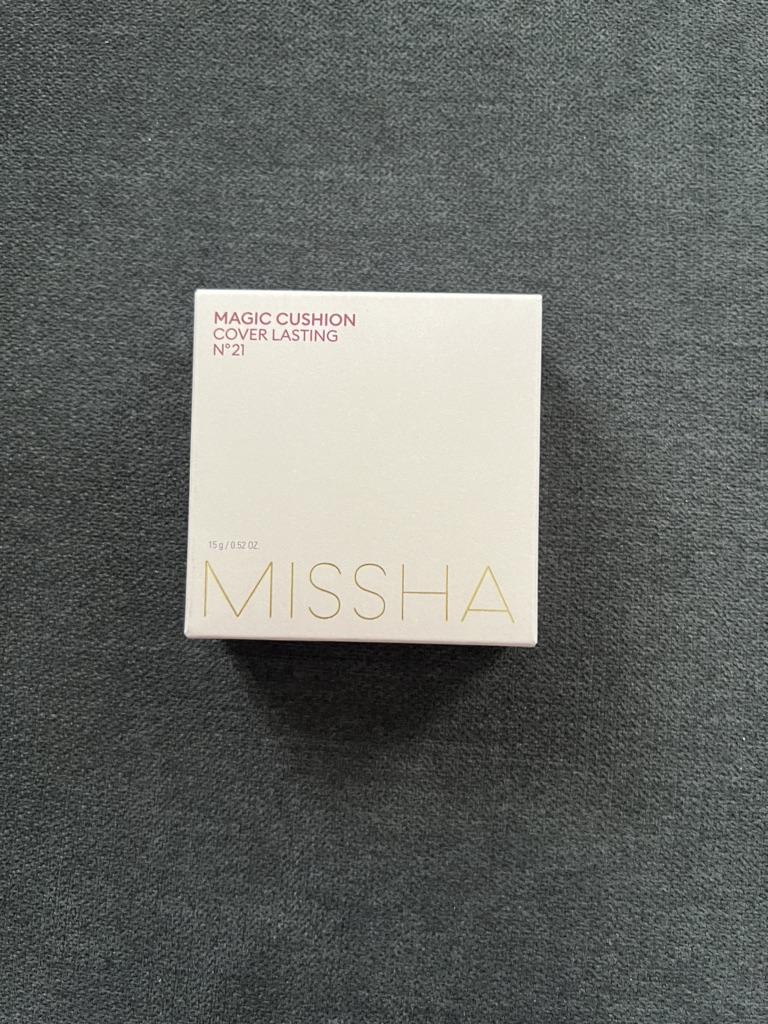 MAGIC CUSHION
COVER LASTING
N°21
15 g / 0.52 OZ.
MISSHA